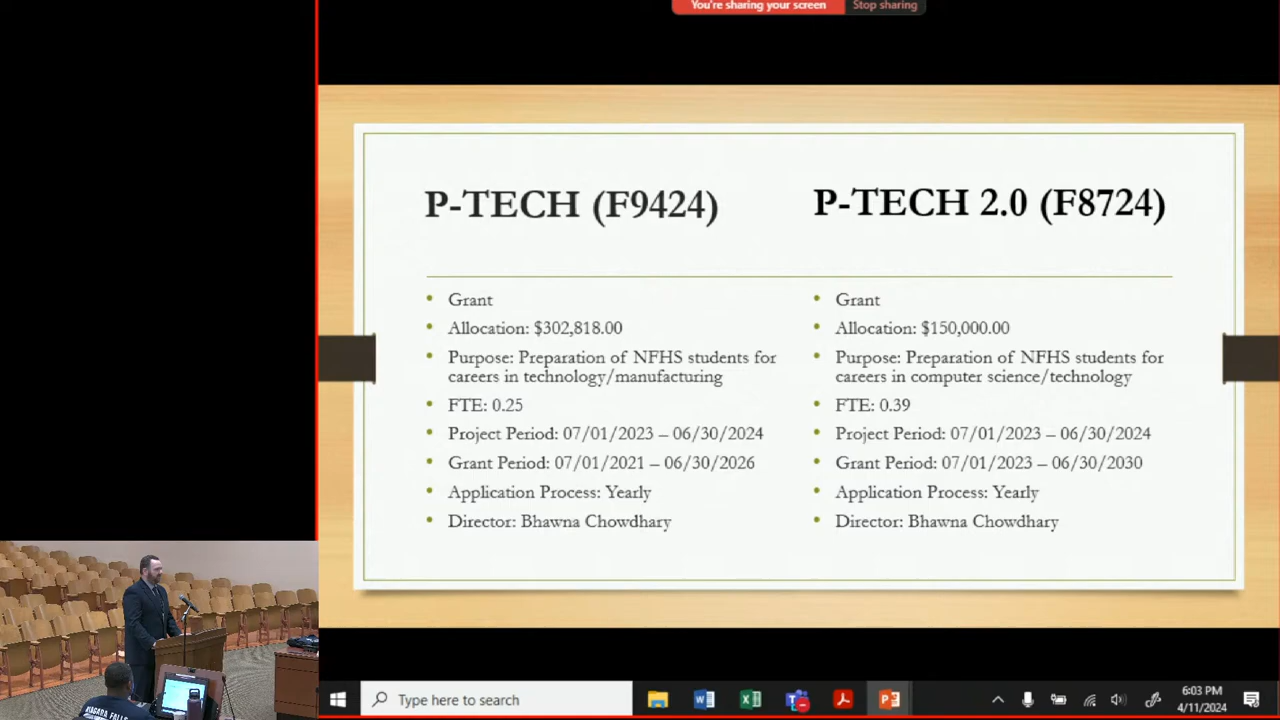 You're sharing your screen
Stop sharing
P-TECH (F9424)
P-TECH 2.0 (F8724)
• Grant
• Allocation: $302,818.00
• Purpose: Preparation of NFHS students for
careers in technology/manufacturing
• FTE: 0.25
• Project Period: 07/01/2023 – 06/30/2024
• Grant Period: 07/01/2021 – 06/30/2026
• Application Process: Yearly
• Director: Bhawna Chowdhary
• Grant
• Allocation: $150,000.00
• Purpose: Preparation of NFHS students for
careers in computer science/technology
• FTE: 0.39
• Project Period: 07/01/2023 – 06/30/2024
• Grant Period: 07/01/2023 – 06/30/2030
• Application Process: Yearly
• Director: Bhawna Chowdhary
NIAGARA FALLS
Type here to search
6:03 PM
4/11/2024